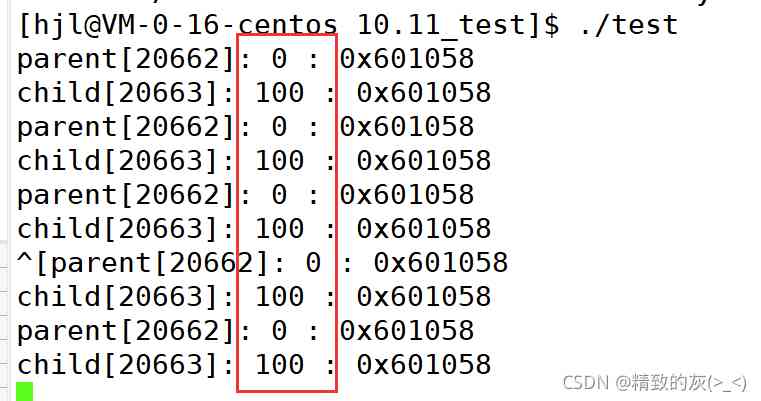 [hjl@VM-0-16-centos 10.11_test]$ ./test
parent[20662]: 0 : 0x601058
child[20663]: 100 : 0x601058
parent[20662]: 0 : 0x601058
child[20663]: 100 : 0x601058
parent[20662]: 0 : 0x601058
child[20663]: 100 : 0x601058
^[parent[20662]: 0 : 0x601058
child[20663]: 100 : 0x601058
parent[20662]: 0 : 0x601058
child[20663]: 100 : 0x601058
CSDN @精致的灰(>_<)